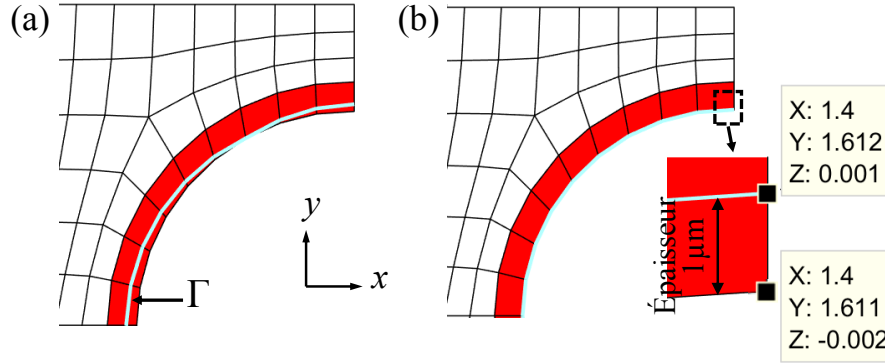 (a)
(b)
y
x
Γ
Épaisseur
1 μm
X: 1.4
Y: 1.612
Z: 0.001
X: 1.4
Y: 1.611
Z: -0.002